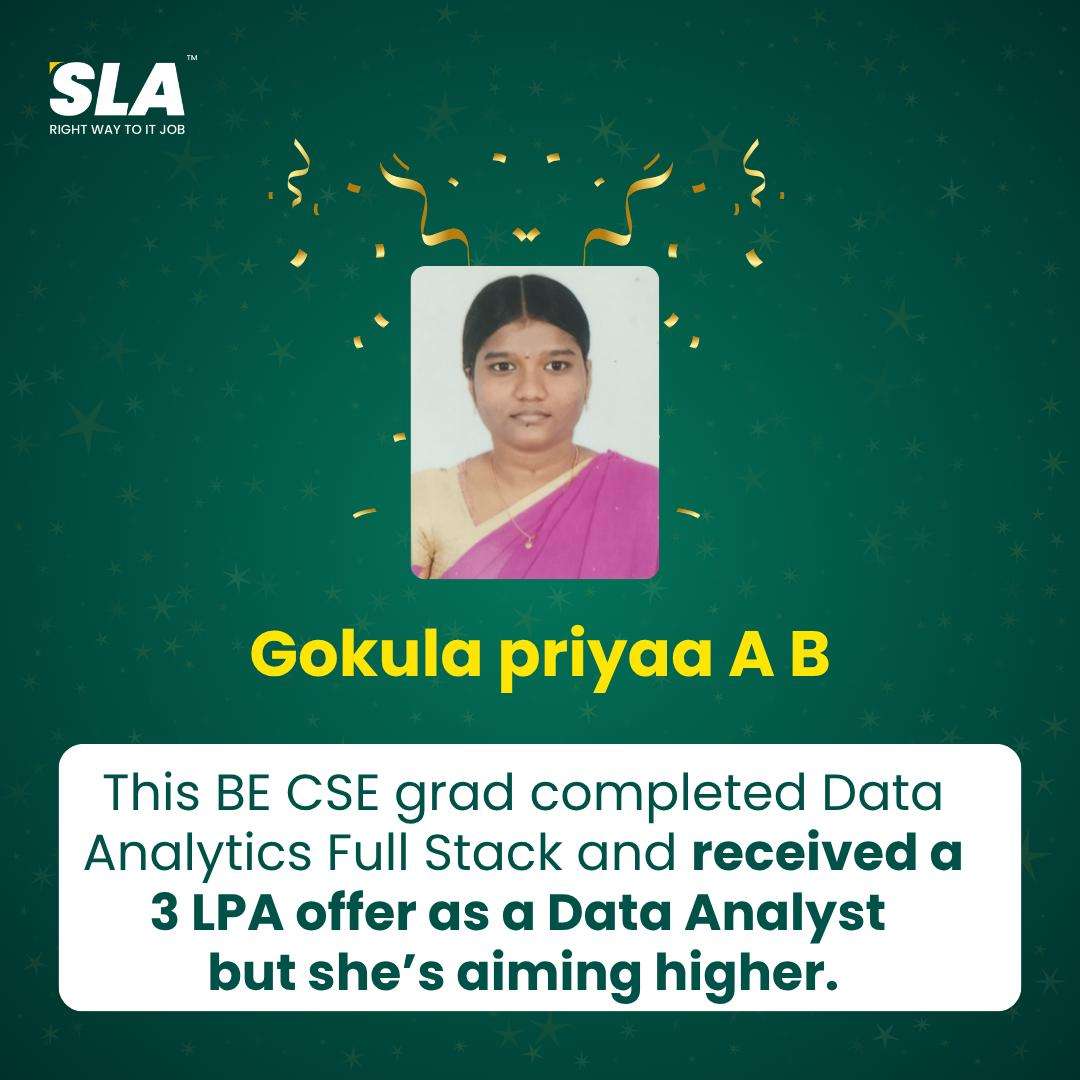 SLA™
RIGHT WAY TO IT JOB
Gokula priyaa A B
This BE CSE grad completed Data
Analytics Full Stack and received a
3 LPA offer as a Data Analyst
but she’s aiming higher.